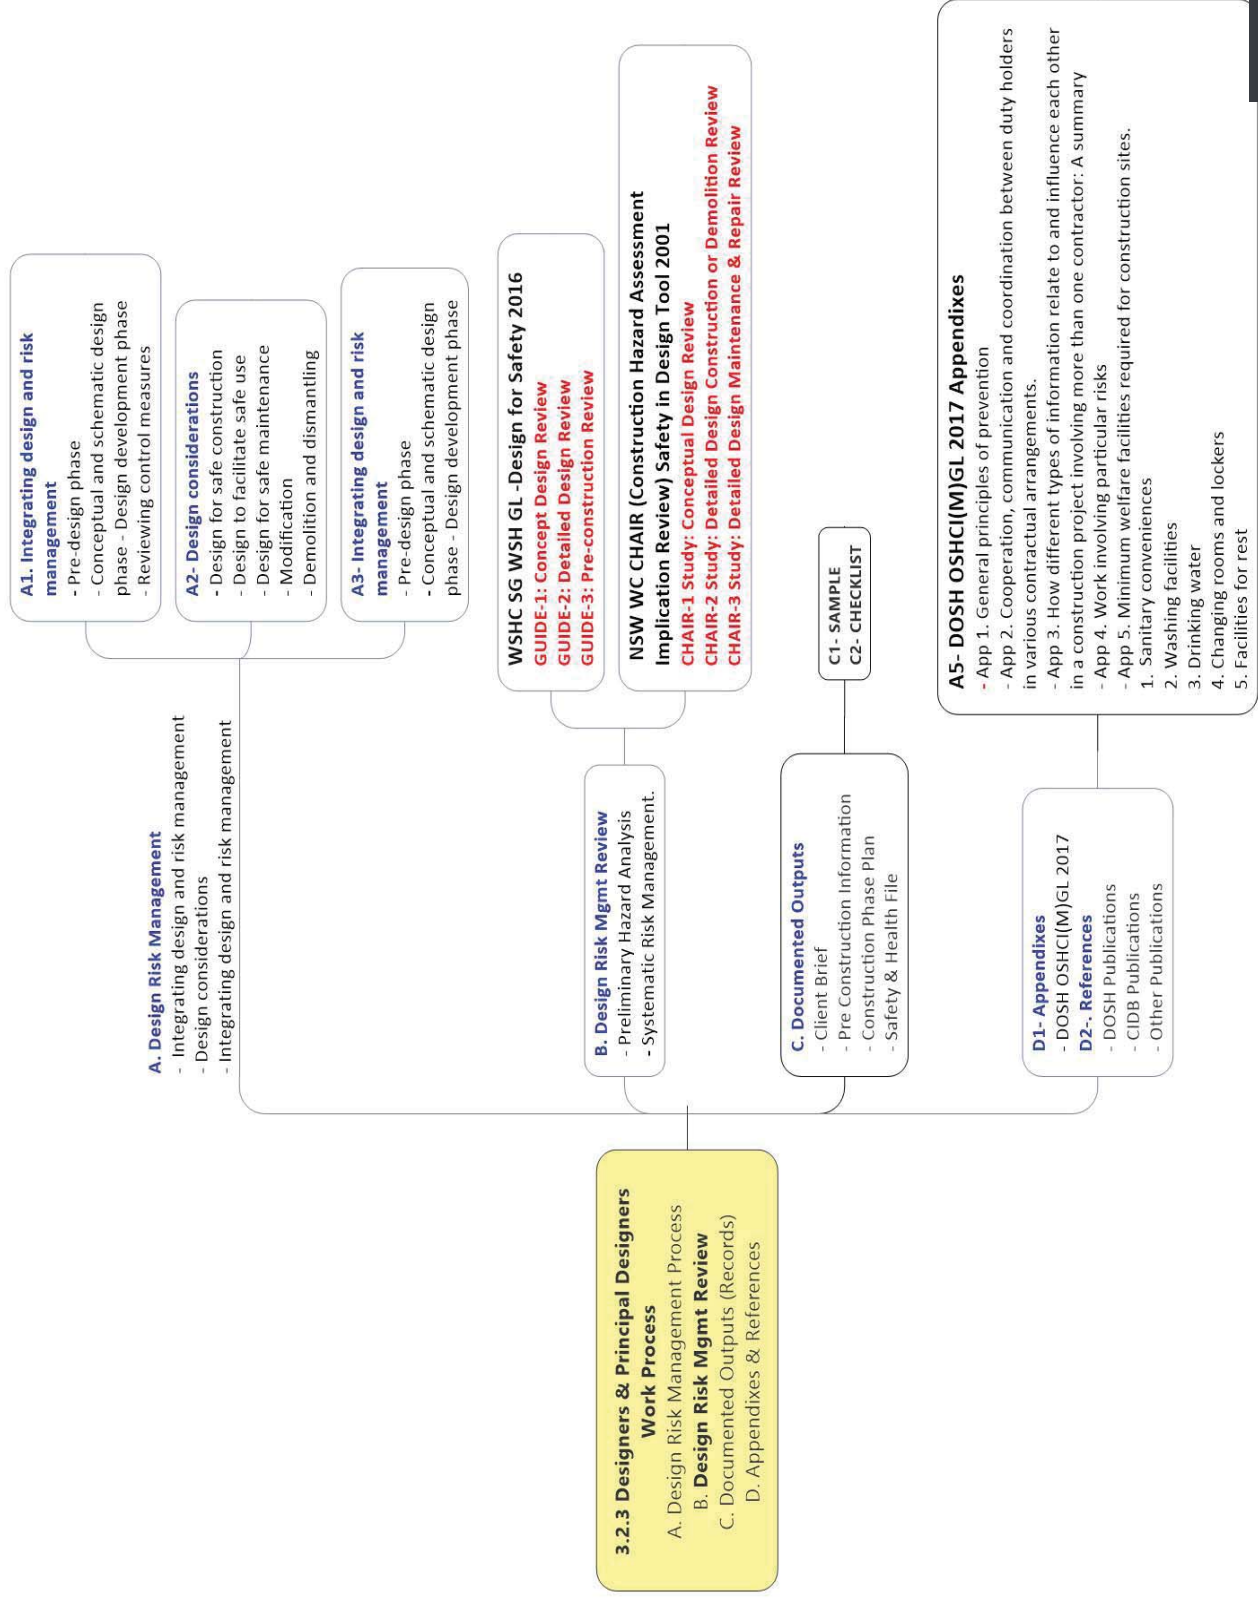 3.2.3 Designers & Principal Designers
Work Process
A. Design Risk Management Process
B. Design Risk Mgmt Review
C. Documented Outputs (Records)
D. Appendixes & References
A. Design Risk Management
- Integrating design and risk management
- Design considerations
- Integrating design and risk management
A1. Integrating design and risk
management
- Pre-design phase
- Conceptual and schematic design
phase - Design development phase
- Reviewing control measures
A2- Design considerations
- Design for safe construction
- Design to facilitate safe use
- Design for safe maintenance
- Modification
- Demolition and dismantling
A3- Integrating design and risk
management
- Pre-design phase
- Conceptual and schematic design
phase - Design development phase
B. Design Risk Mgmt Review
- Preliminary Hazard Analysis
- Systematic Risk Management.
WSHC SG WSH GL -Design for Safety 2016
GUIDE-1: Concept Design Review
GUIDE-2: Detailed Design Review
GUIDE-3: Pre-construction Review
NSW WC CHAIR (Construction Hazard Assessment
Implication Review) Safety in Design Tool 2001
CHAIR-1 Study: Conceptual Design Review
CHAIR-2 Study: Detailed Design Construction or Demolition Review
CHAIR-3 Study: Detailed Design Maintenance & Repair Review
C. Documented Outputs
- Client Brief
- Pre Construction Information
- Construction Phase Plan
- Safety & Health File
C1- SAMPLE
C2- CHECKLIST
D1- Appendixes
- DOSH OSHCI(M)GL 2017
D2-. References
- DOSH Publications
- CIDB Publications
- Other Publications
A5- DOSH OSHCI(M)GL 2017 Appendixes
- App 1. General principles of prevention
- App 2. Cooperation, communication and coordination between duty holders
in various contractual arrangements.
- App 3. How different types of information relate to and influence each other
in a construction project involving more than one contractor: A summary
- App 4. Work involving particular risks
- App 5. Minimum welfare facilities required for construction sites.
1. Sanitary conveniences
2. Washing facilities
3. Drinking water
4. Changing rooms and lockers
5. Facilities for rest